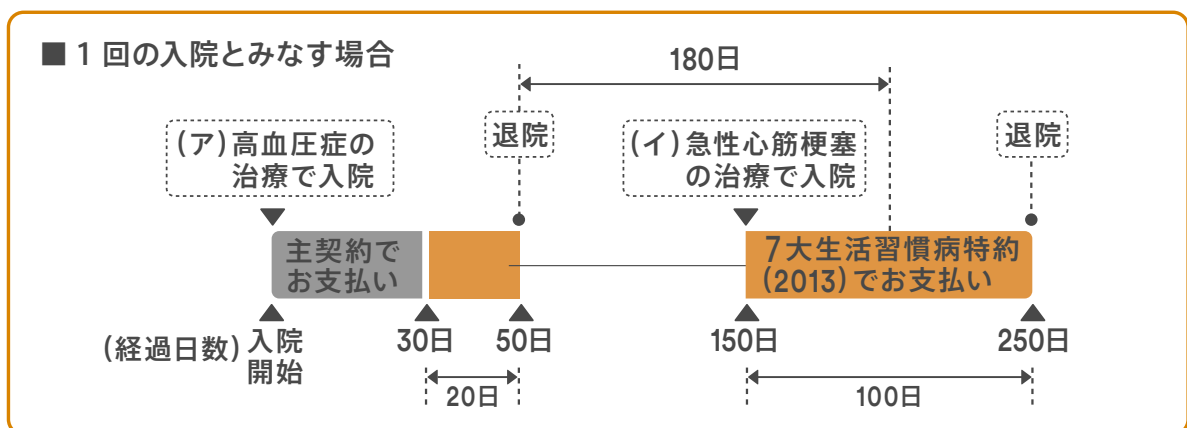 ■1回の入院とみなす場合
180日
(ア)高血圧症の
治療で入院
退院
(イ)急性心筋梗塞
の治療で入院
退院
主契約で
お支払い
7大生活習慣病特約
(2013)でお支払い
(経過日数)
入院
開始
30日
50日
150日
250日
20日
100日